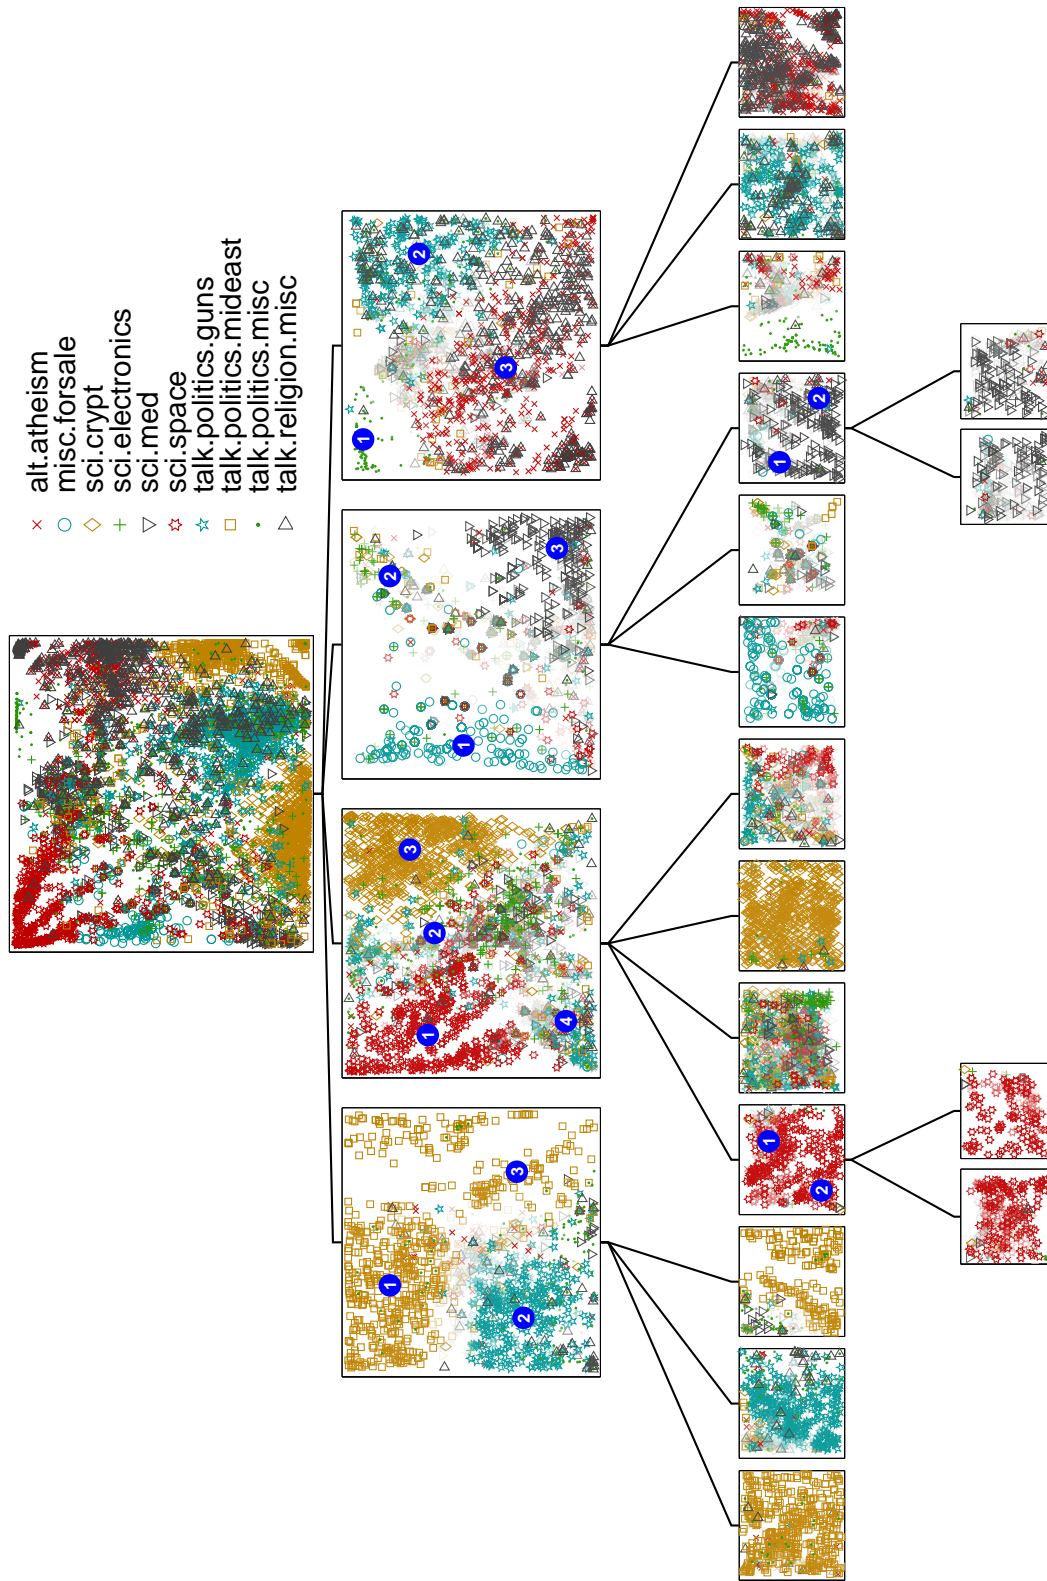 alt.atheism
misc.forsale
sci.crypt
sci.electronics
sci.med
sci.space
talk.politics.guns
talk.politics.mideast
talk.politics.misc
talk.religion.misc
1
2
3
1
2
3
1
2
3
4
1
2
3
1
2
1
2